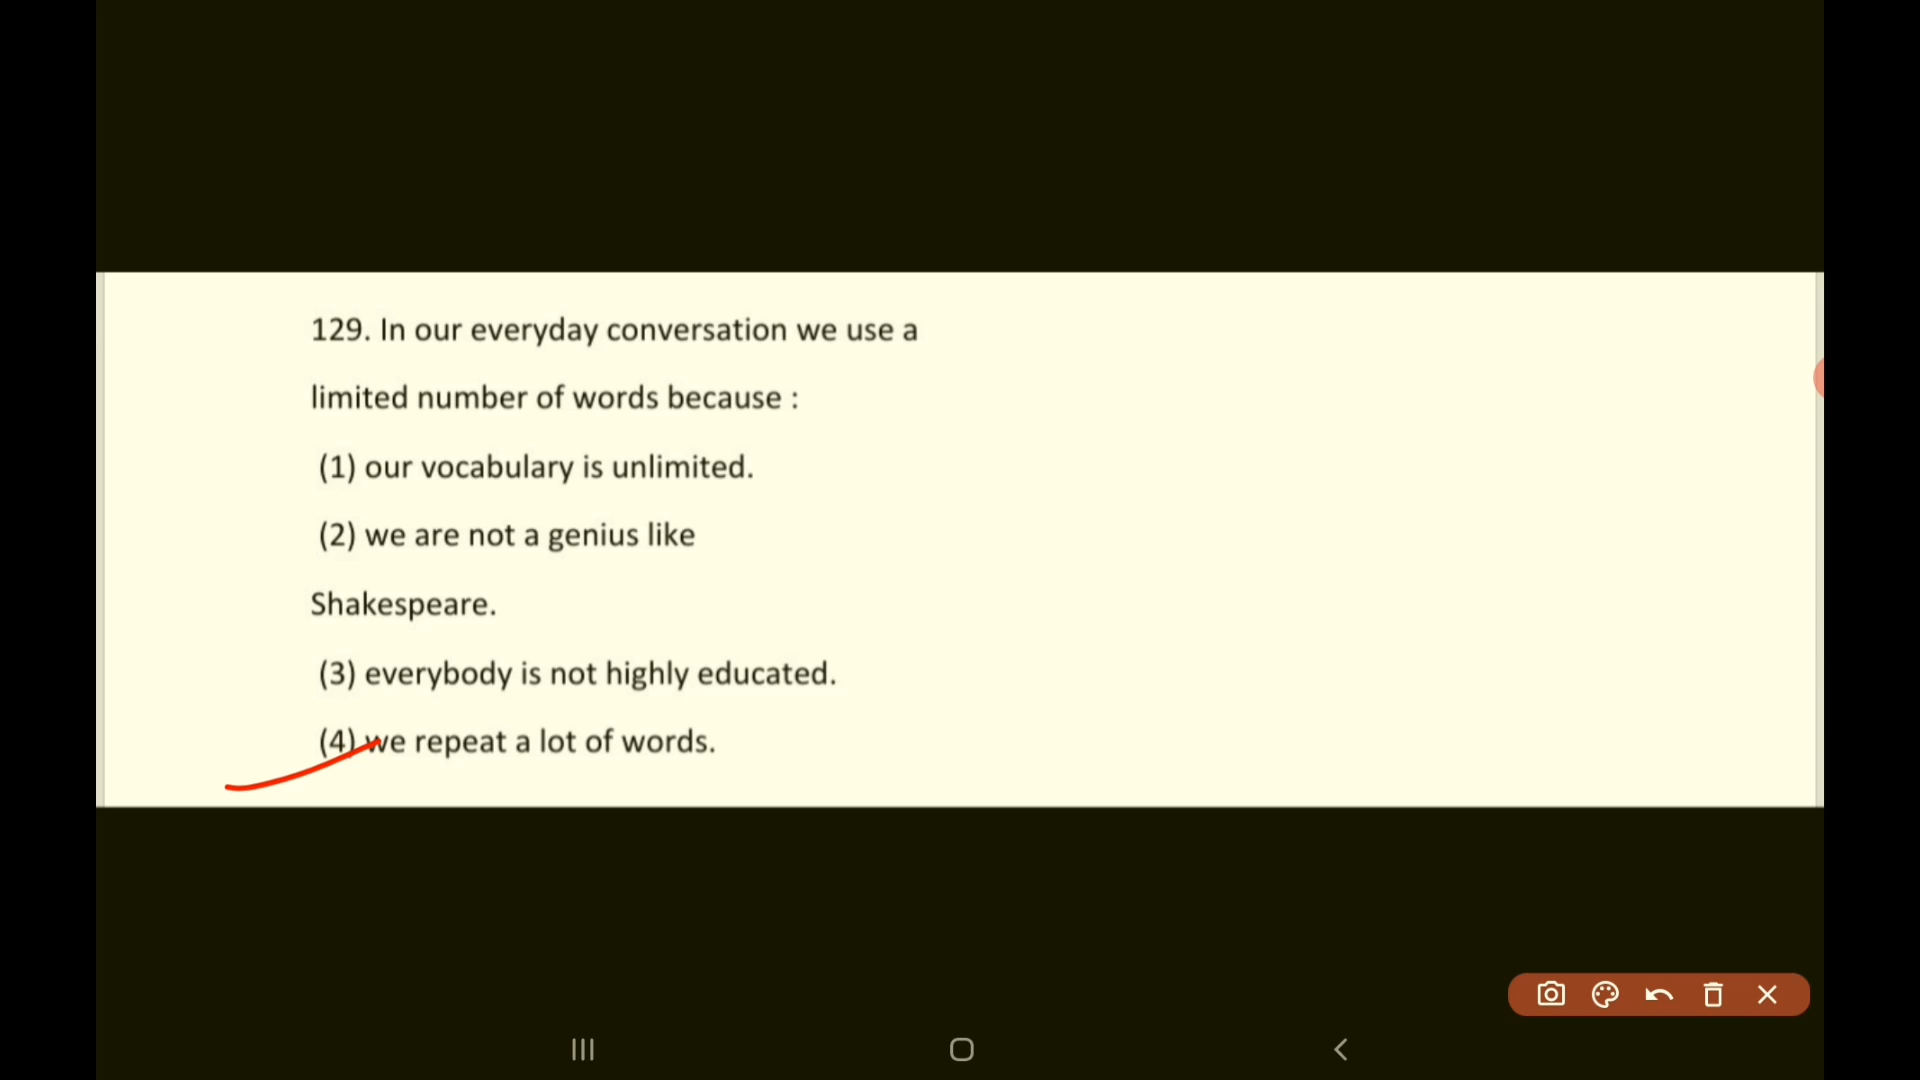 129. In our everyday conversation we use a
limited number of words because :
(1) our vocabulary is unlimited.
(2) we are not a genius like
Shakespeare.
(3) everybody is not highly educated.
(4) we repeat a lot of words.